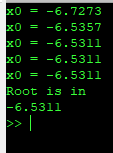 x0 = -6.7273
x0 = -6.5357
x0 = -6.5311
x0 = -6.5311
x0 = -6.5311
Root is in
-6.5311
>>